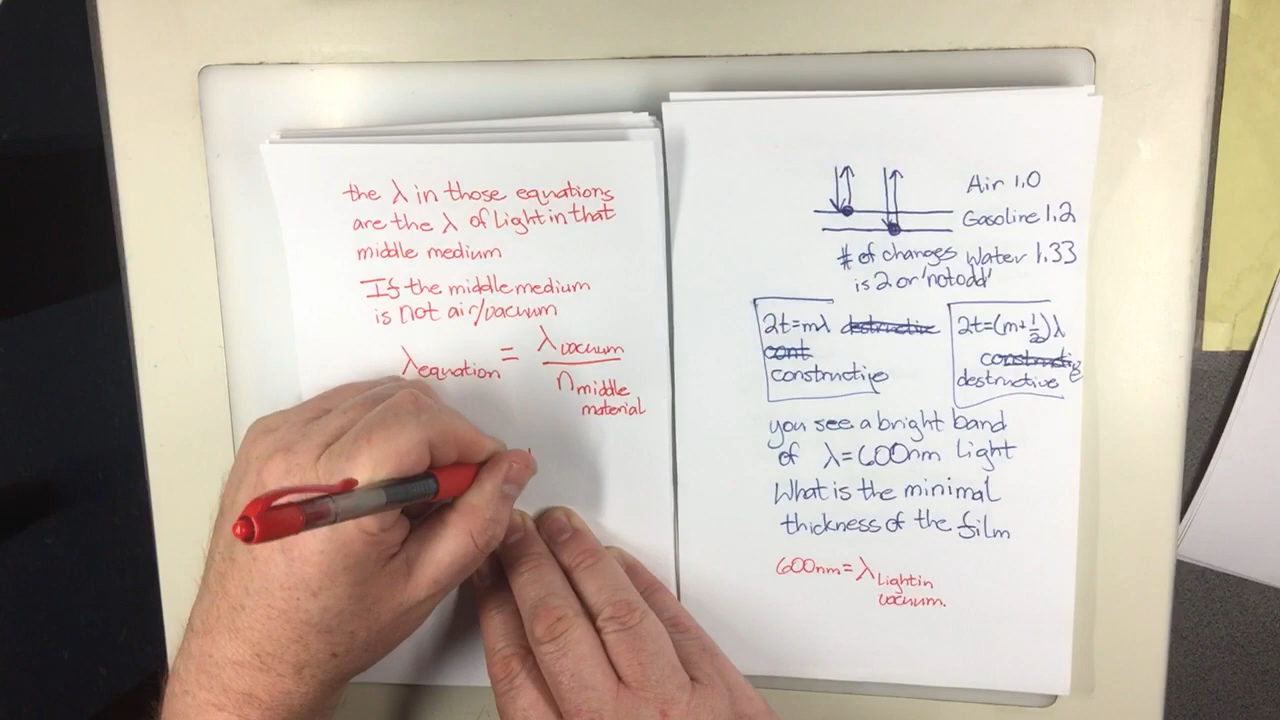 the λ in those equations
are the λ of Light in that
middle medium
If the middle medium
is not air/vacuum
λequation = λvacuum / nmiddle material
Air 1.0
Gasoline 1.2
Water 1.33
# of changes
is 2 or 'not odd'
2t=mλ destructive
cont
constructive
2t=(m+1/2)λ
constructive
destructive
you see a bright band
of λ=600nm Light
What is the minimal
thickness of the film
600nm=λLight in
vacuum.